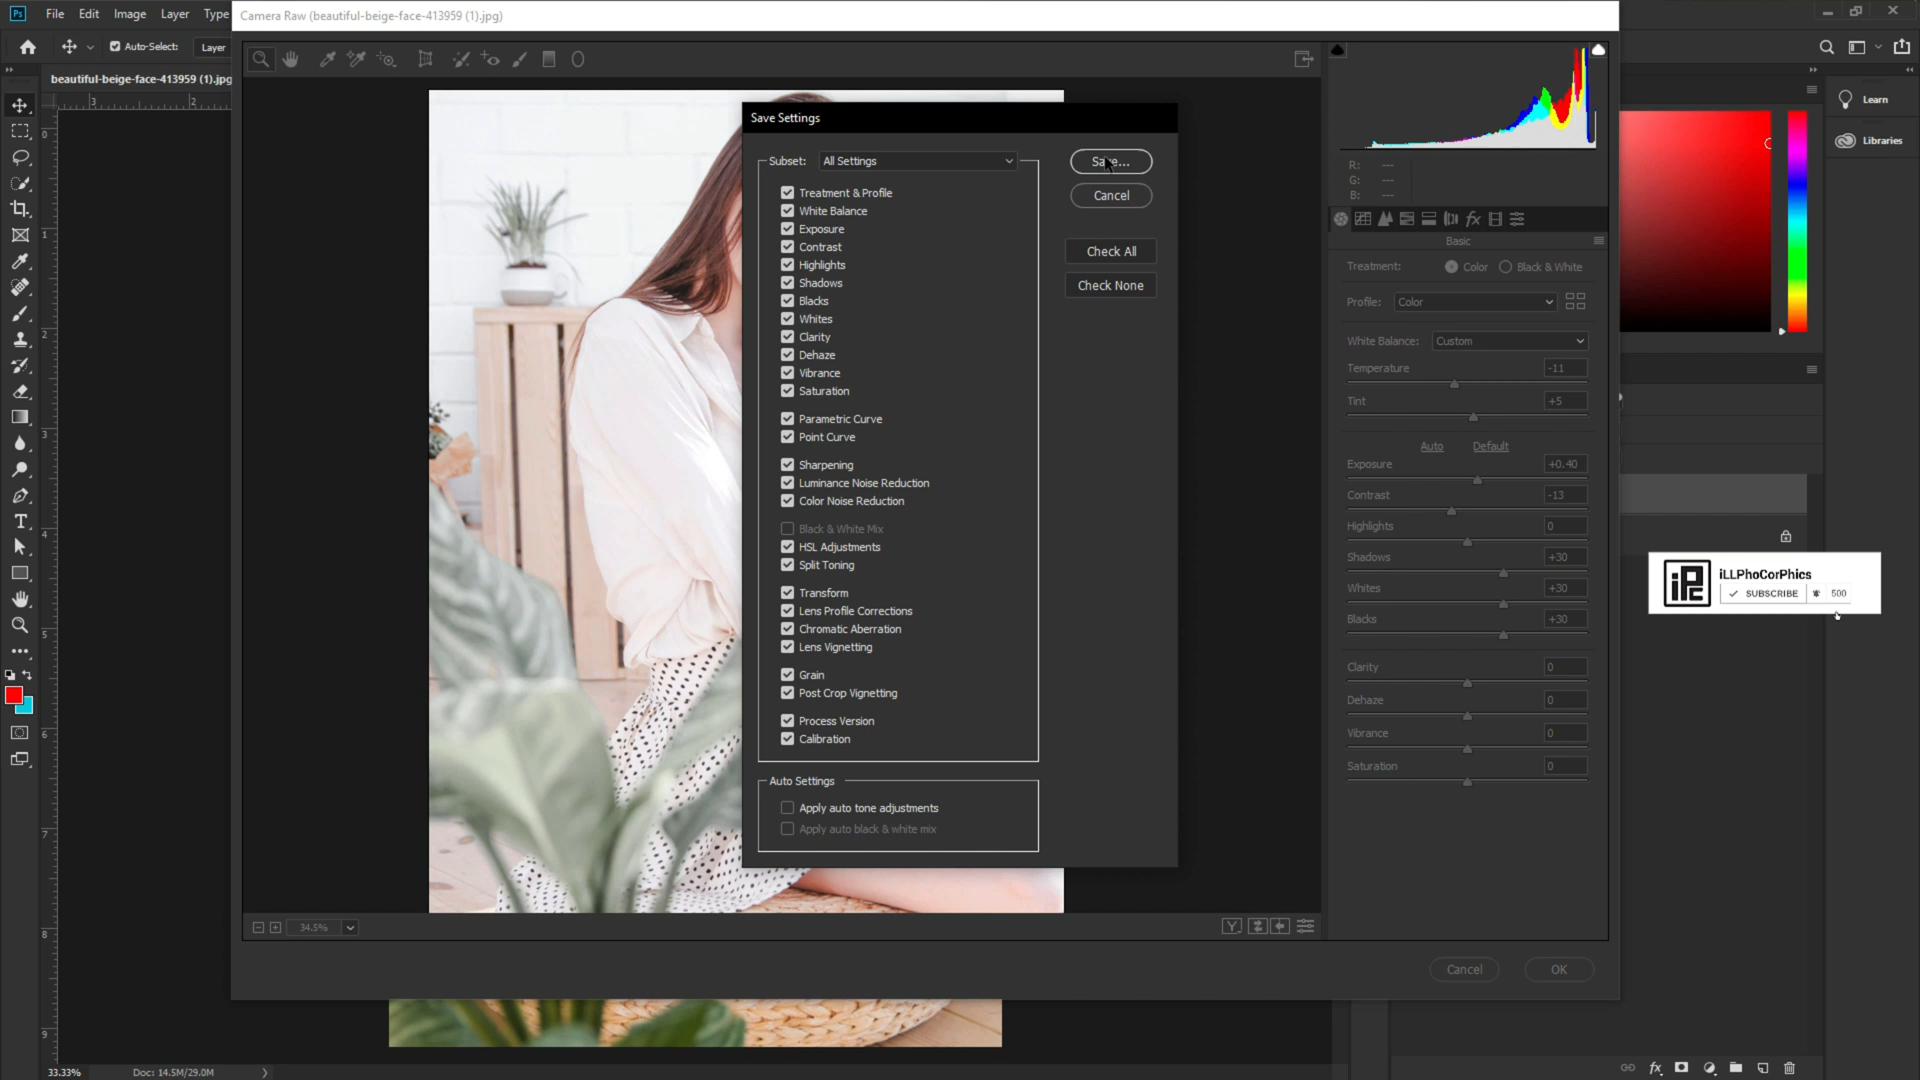 File Edit Image Layer Type
Camera Raw (beautiful-beige-face-413959 (1).jpg)
Auto-Select: Layer
beautiful-beige-face-413959 (1).jpg
Save Settings
Subset: All Settings
Save...
Cancel
Check All
Check None
Treatment & Profile
White Balance
Exposure
Contrast
Highlights
Shadows
Blacks
Whites
Clarity
Dehaze
Vibrance
Saturation
Parametric Curve
Point Curve
Sharpening
Luminance Noise Reduction
Color Noise Reduction
Black & White Mix
HSL Adjustments
Split Toning
Transform
Lens Profile Corrections
Chromatic Aberration
Lens Vignetting
Grain
Post Crop Vignetting
Process Version
Calibration
Auto Settings
Apply auto tone adjustments
Apply auto black & white mix
R: ---
G: ---
B: ---
Basic
Treatment: Color Black & White
Profile: Color
White Balance: Custom
Temperature -11
Tint +5
Auto Default
Exposure +0.40
Contrast -13
Highlights 0
Shadows +30
Whites +30
Blacks +30
Clarity 0
Dehaze 0
Vibrance 0
Saturation 0
34.5%
Cancel OK
Learn
Libraries
iLLPhoCorPhics
SUBSCRIBE 500
33.33% Doc: 14.5M/29.0M